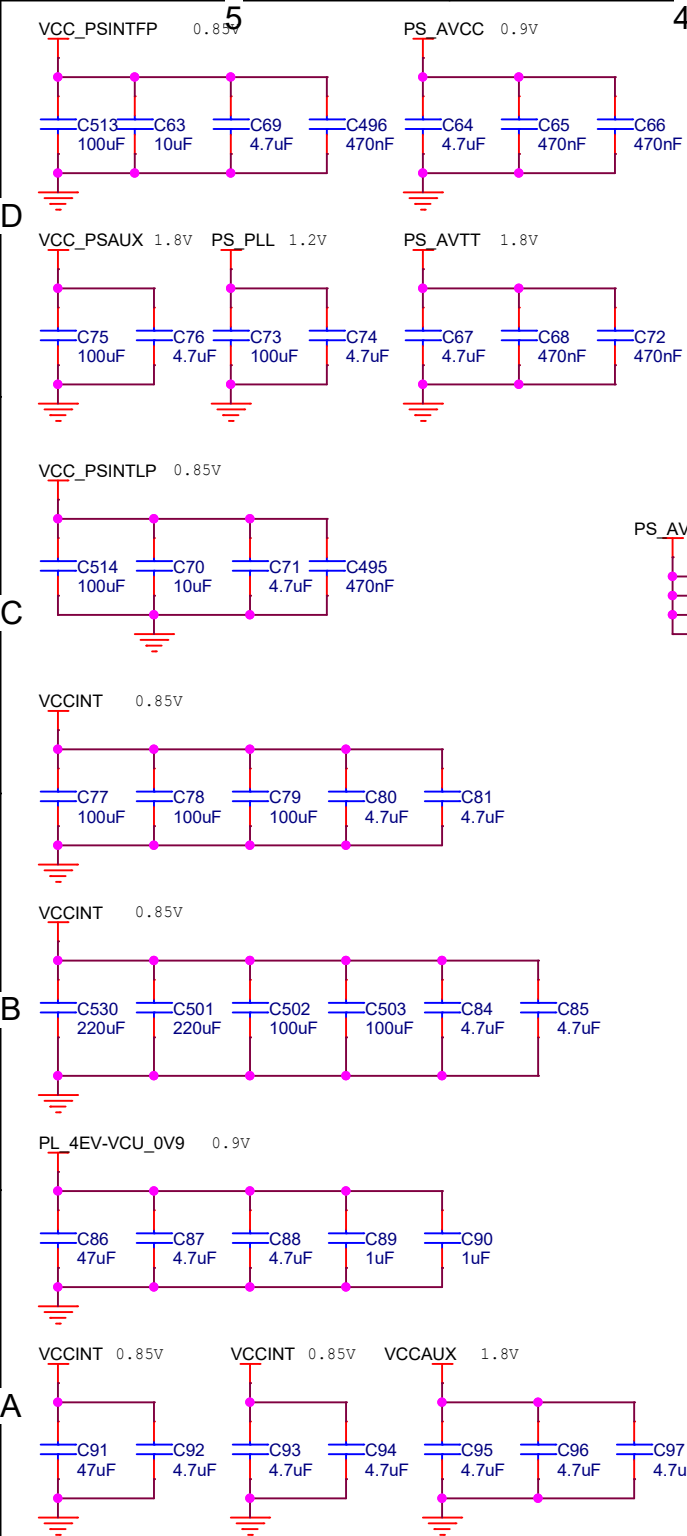 5
4
VCC_PSINTFP 0.85V
PS_AVCC 0.9V
C513 C63 C69 C496 C64 C65 C66
100uF 10uF 4.7uF 470nF 4.7uF 470nF 470nF
D
VCC_PSAUX 1.8V PS_PLL 1.2V PS_AVTT 1.8V
C75 C76 C73 C74 C67 C68 C72
100uF 4.7uF 100uF 4.7uF 4.7uF 470nF 470nF
VCC_PSINTLP 0.85V
PS_AV
C514 C70 C71 C495
100uF 10uF 4.7uF 470nF
C
VCCINT 0.85V
C77 C78 C79 C80 C81
100uF 100uF 100uF 4.7uF 4.7uF
VCCINT 0.85V
B
C530 C501 C502 C503 C84 C85
220uF 220uF 100uF 100uF 4.7uF 4.7uF
PL_4EV-VCU_0V9 0.9V
C86 C87 C88 C89 C90
47uF 4.7uF 4.7uF 1uF 1uF
VCCINT 0.85V VCCINT 0.85V VCCAUX 1.8V
A
C91 C92 C93 C94 C95 C96 C97
47uF 4.7uF 4.7uF 4.7uF 4.7uF 4.7uF 4.7u